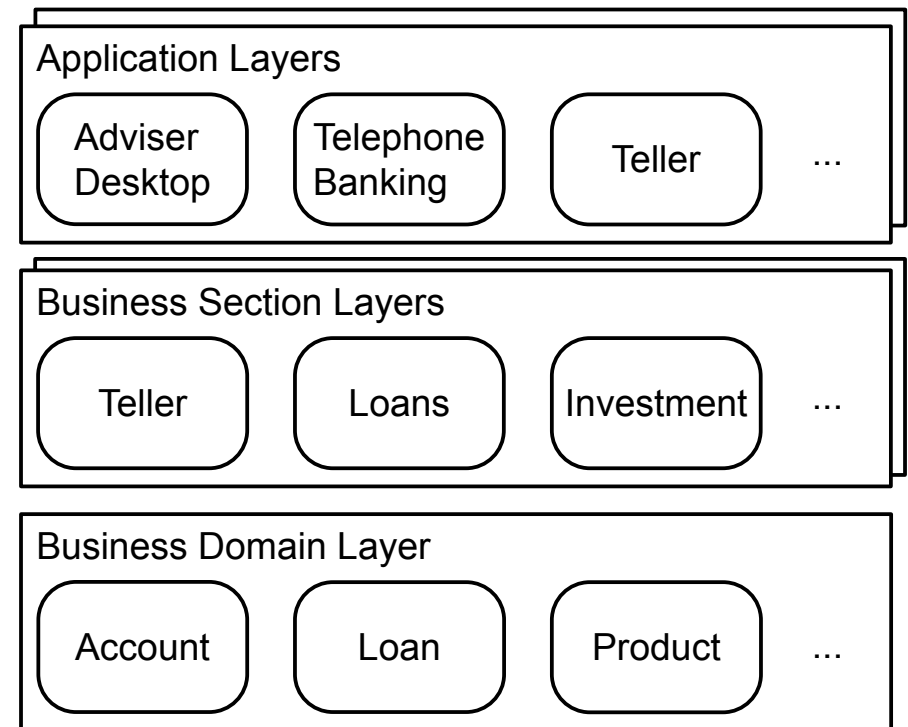 Application Layers
Adviser
Desktop
Telephone
Banking
Teller
...
Business Section Layers
Teller
Loans
Investment
...
Business Domain Layer
Account
Loan
Product
...